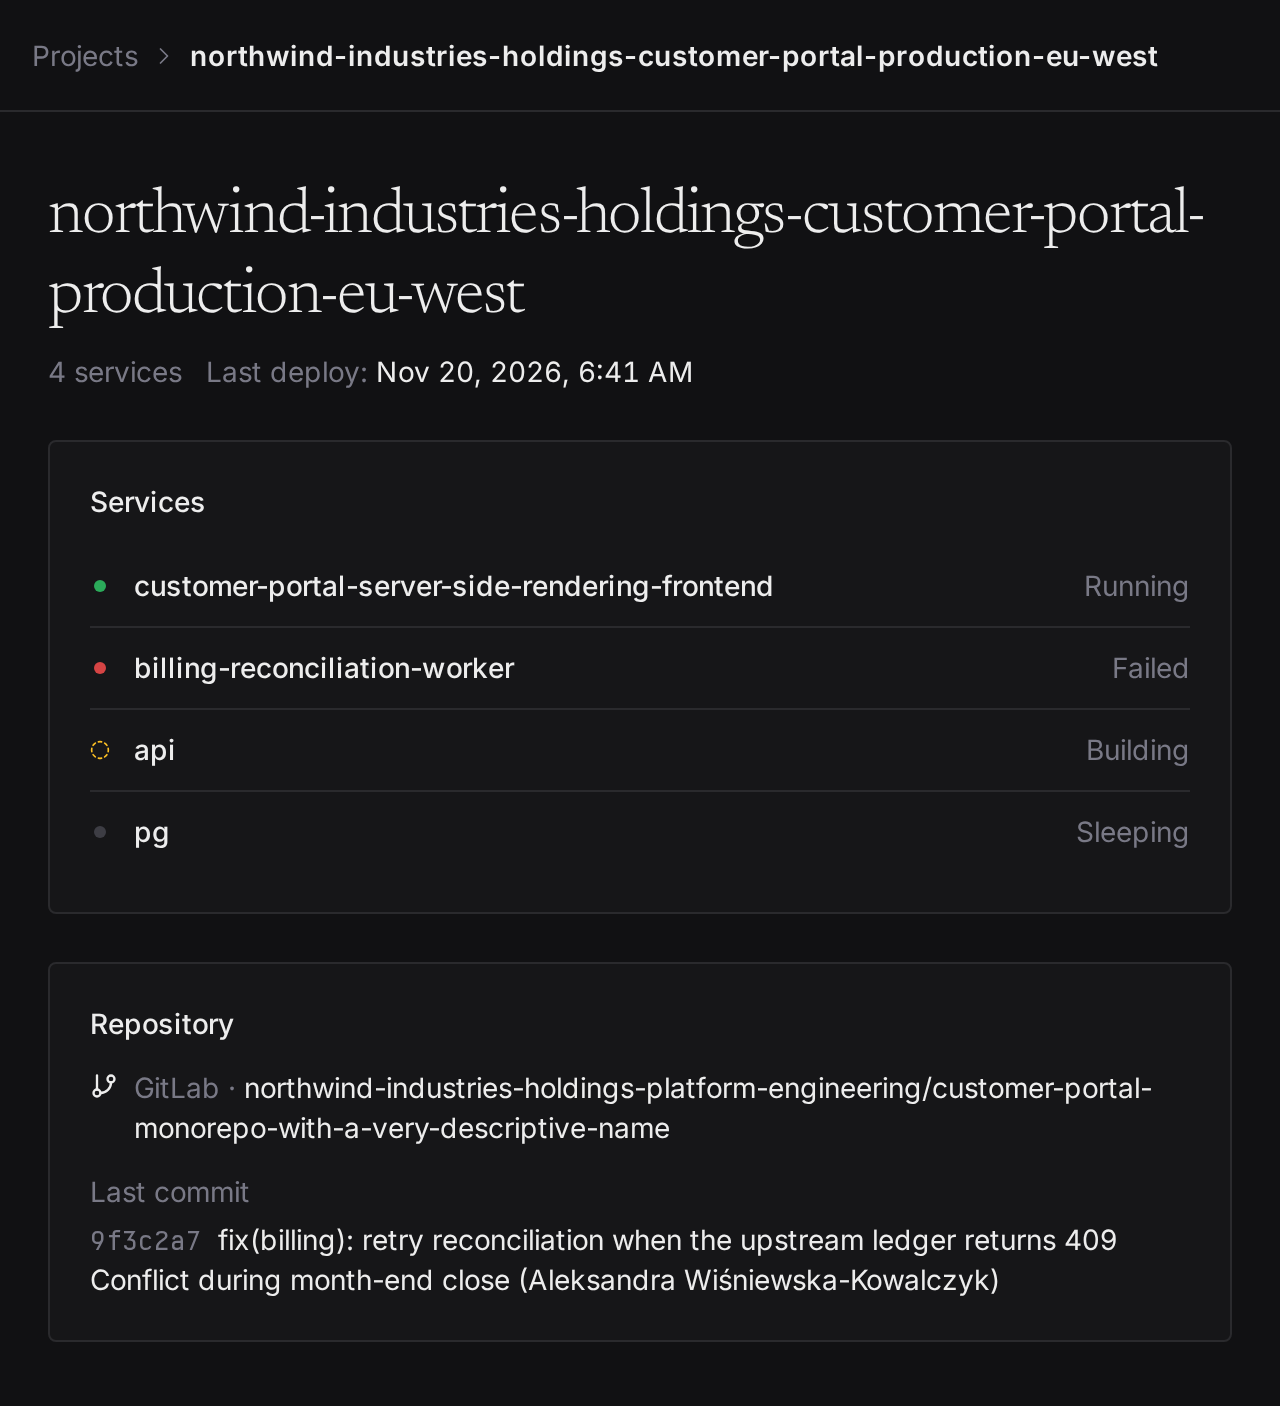 Projects > northwind-industries-holdings-customer-portal-production-eu-west
northwind-industries-holdings-customer-portal-
production-eu-west
4 services Last deploy: Nov 20, 2026, 6:41 AM
Services
customer-portal-server-side-rendering-frontend Running
billing-reconciliation-worker Failed
api Building
pg Sleeping
Repository
GitLab · northwind-industries-holdings-platform-engineering/customer-portal-
monorepo-with-a-very-descriptive-name
Last commit
9f3c2a7 fix(billing): retry reconciliation when the upstream ledger returns 409
Conflict during month-end close (Aleksandra Wiśniewska-Kowalczyk)